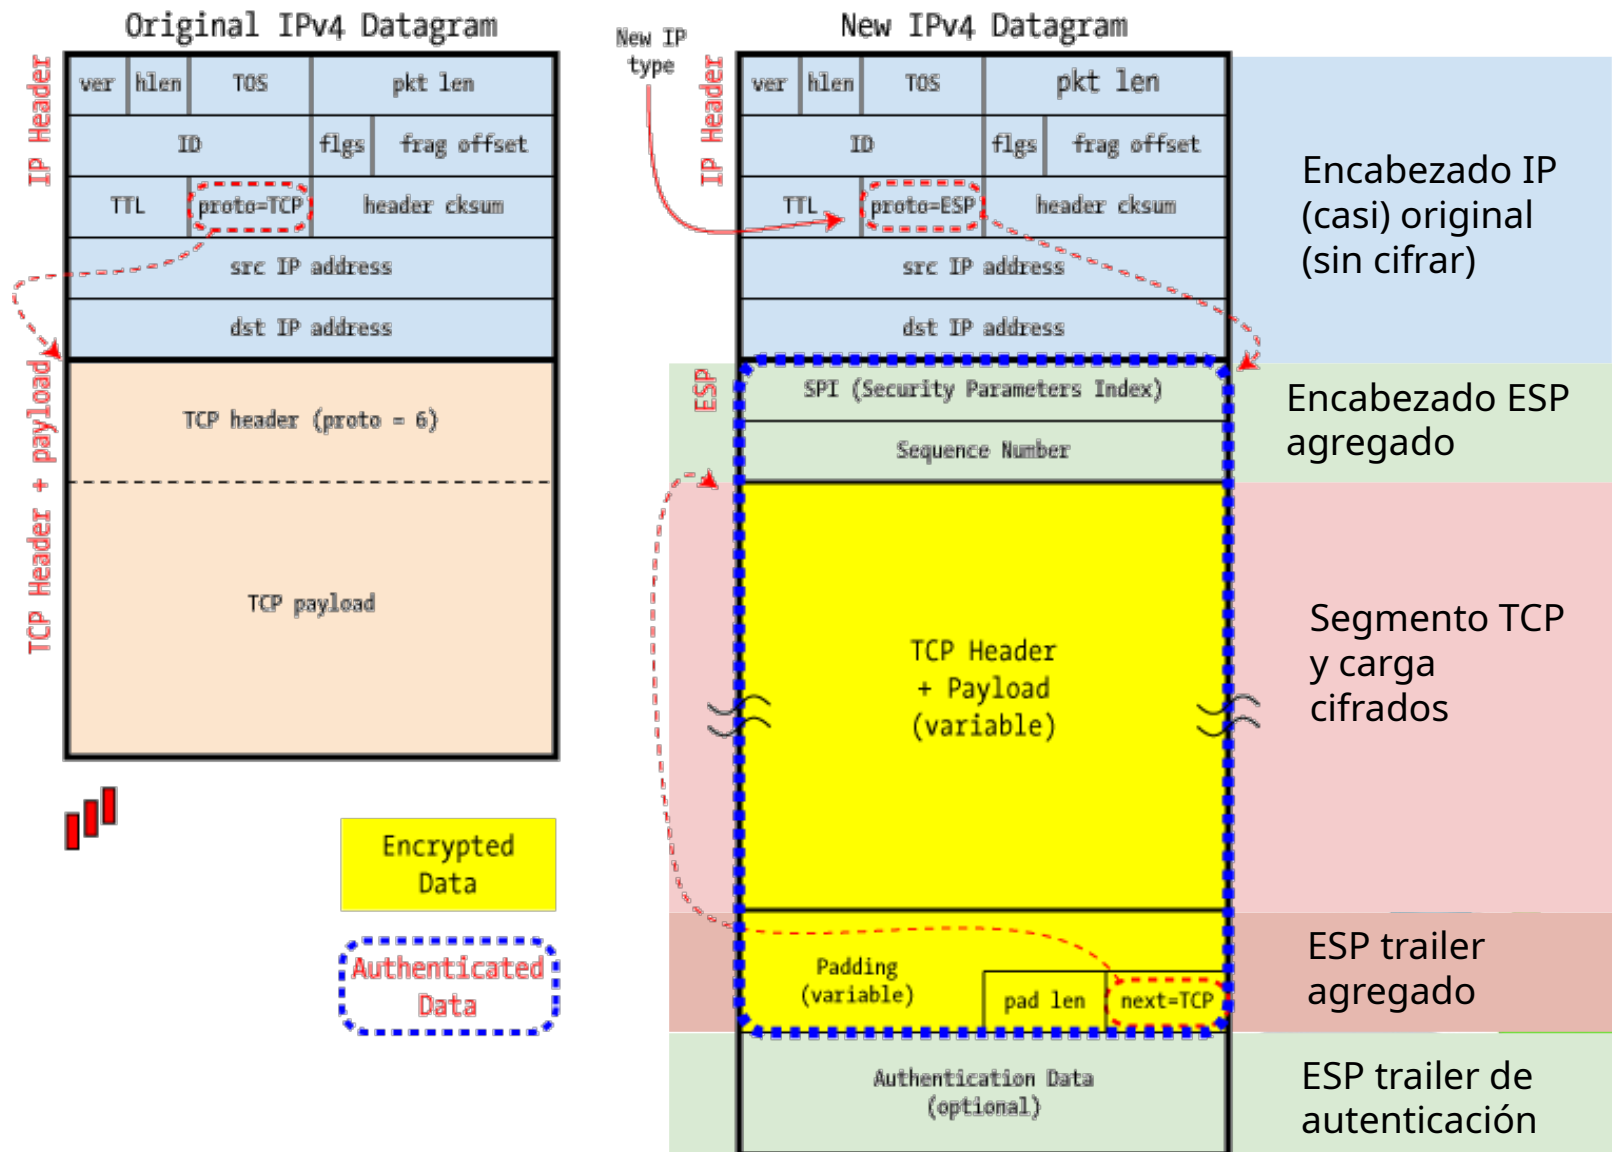 Original IPv4 Datagram
IP Header
ver hlen TOS pkt len
ID flgs frag offset
TTL proto=TCP header cksum
src IP address
dst IP address
TCP Header + payload
TCP header (proto = 6)
TCP payload
Encrypted
Data
Authenticated
Data
New IP
type
New IPv4 Datagram
IP Header
ver hlen TOS pkt len
ID flgs frag offset
TTL proto=ESP header cksum
src IP address
dst IP address
ESP
SPI (Security Parameters Index)
Sequence Number
TCP Header
+ Payload
(variable)
Padding
(variable)
pad len next=TCP
Authentication Data
(optional)
Encabezado IP
(casi) original
(sin cifrar)
Encabezado ESP
agregado
Segmento TCP
y carga
cifrados
ESP trailer
agregado
ESP trailer de
autenticación